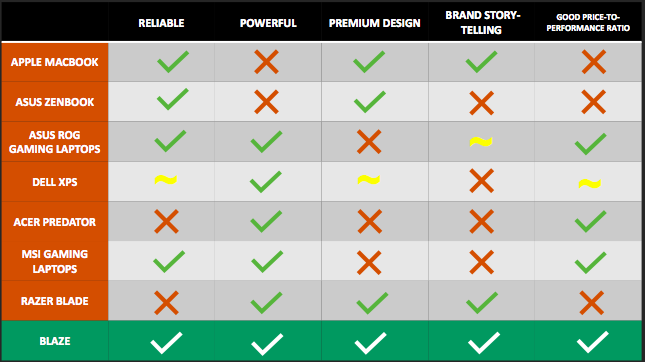 RELIABLE
POWERFUL
PREMIUM DESIGN
BRAND STORY-
TELLING
GOOD PRICE-TO-
PERFORMANCE RATIO
APPLE MACBOOK
ASUS ZENBOOK
ASUS ROG
GAMING LAPTOPS
DELL XPS
ACER PREDATOR
MSI GAMING
LAPTOPS
RAZER BLADE
BLAZE